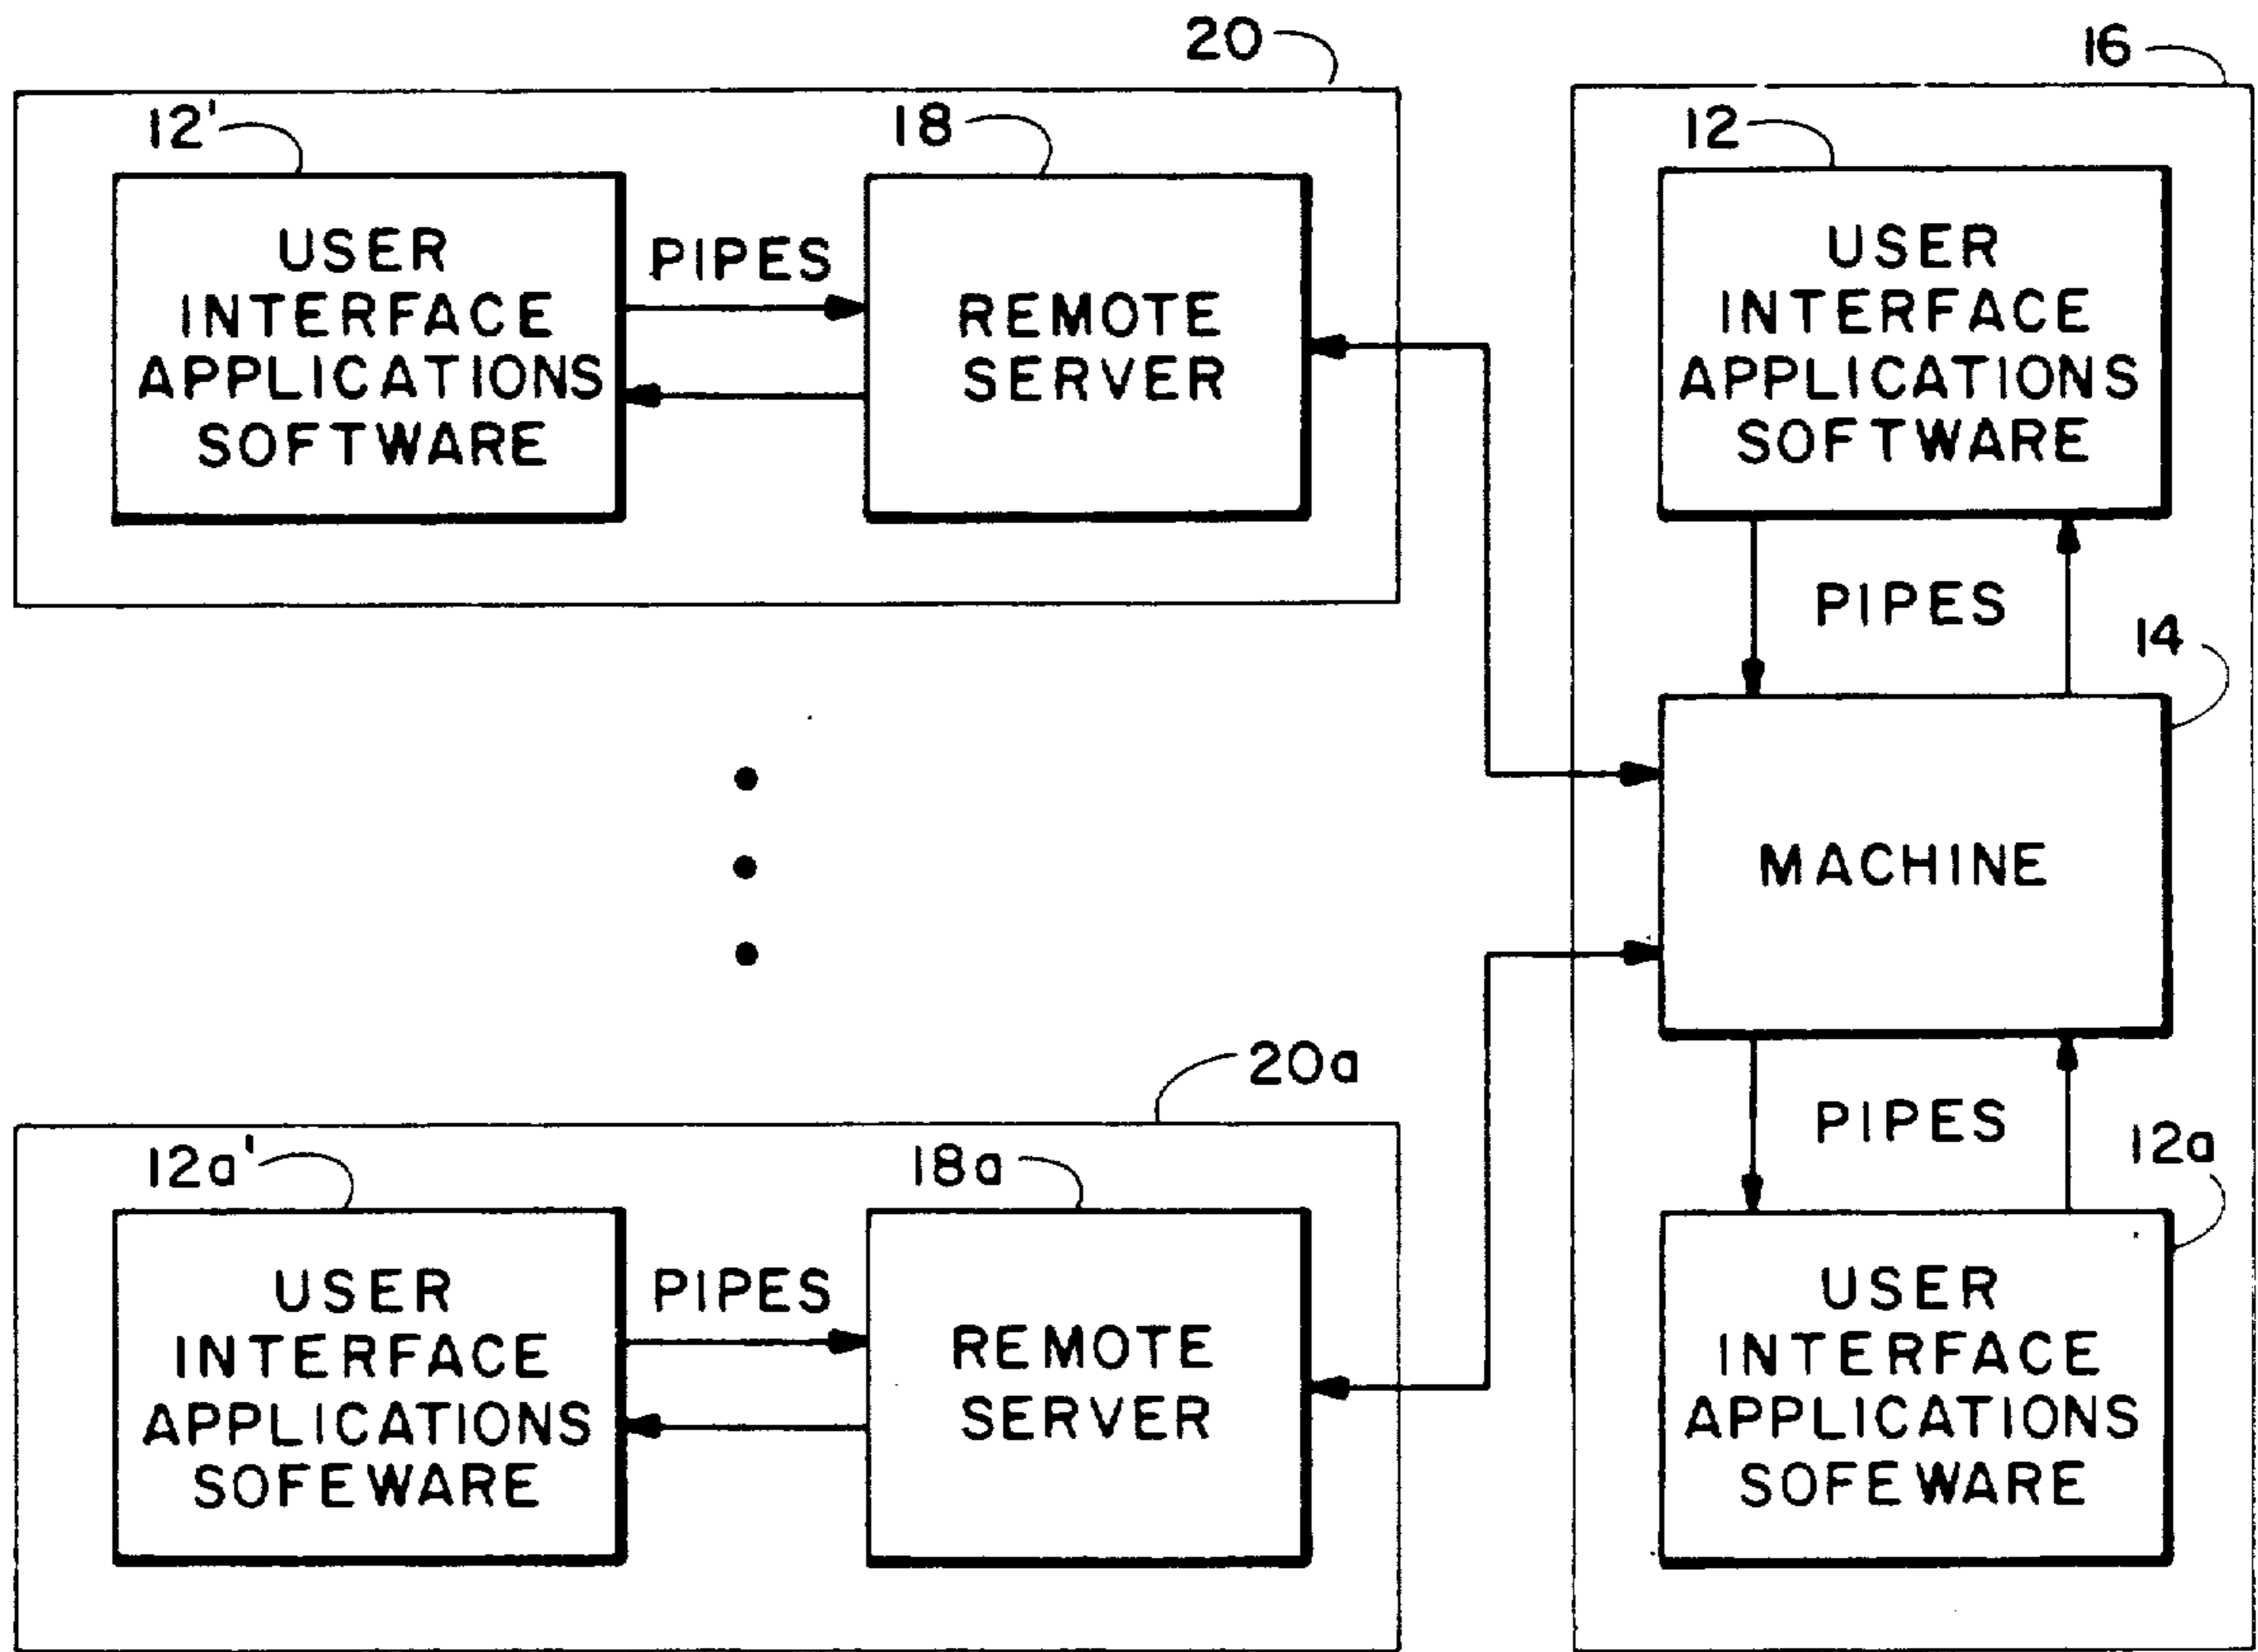 20
12'
18
USER
INTERFACE
APPLICATIONS
SOFTWARE
PIPES
REMOTE
SERVER
16
12
USER
INTERFACE
APPLICATIONS
SOFTWARE
PIPES
14
MACHINE
PIPES
12a
USER
INTERFACE
APPLICATIONS
SOFEWARE
20a
12a'
18a
USER
INTERFACE
APPLICATIONS
SOFEWARE
PIPES
REMOTE
SERVER